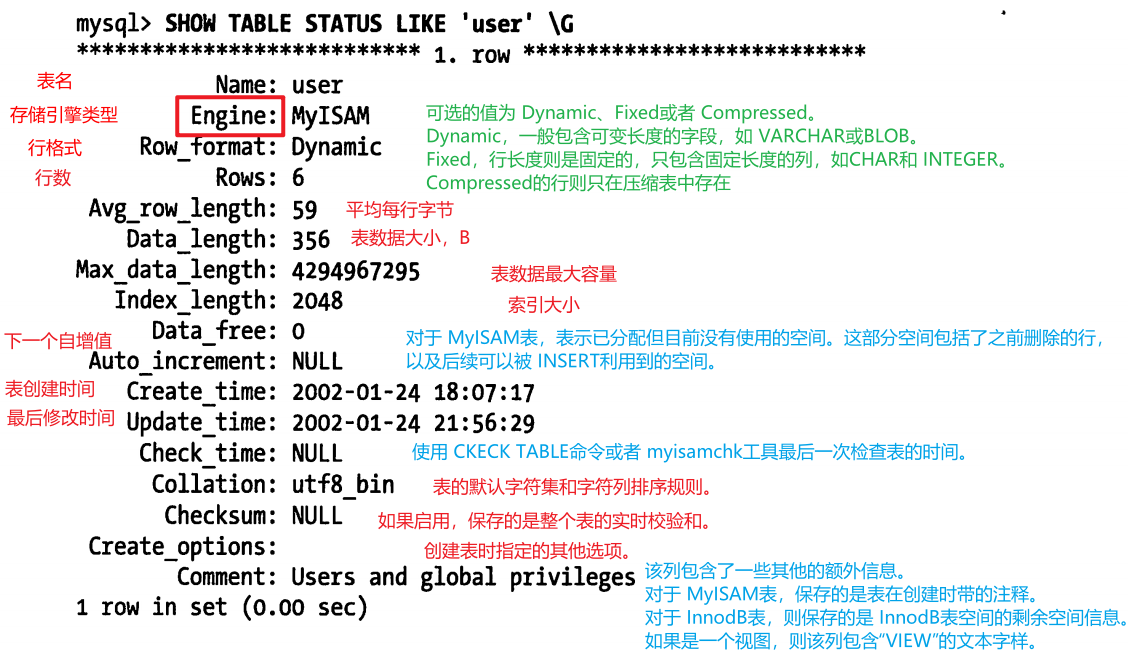 mysql> SHOW TABLE STATUS LIKE 'user' \G
*************************** 1. row ***************************
表名 Name: user
存储引擎类型 Engine: MyISAM 可选的值为 Dynamic、Fixed或者 Compressed。
Dynamic，一般包含可变长度的字段，如 VARCHAR或BLOB。
行格式 Row_format: Dynamic
Fixed，行长度则是固定的，只包含固定长度的列，如CHAR和 INTEGER。
行数 Rows: 6 Compressed的行则只在压缩表中存在
Avg_row_length: 59 平均每行字节
Data_length: 356 表数据大小，B
Max_data_length: 4294967295 表数据最大容量
Index_length: 2048 索引大小
Data_free: 0 对于 MyISAM表，表示已分配但目前没有使用的空间。这部分空间包括了之前删除的行，
下一个自增值 Auto_increment: NULL 以及后续可以被 INSERT利用到的空间。
表创建时间 Create_time: 2002-01-24 18:07:17
最后修改时间 Update_time: 2002-01-24 21:56:29
Check_time: NULL 使用 CKECK TABLE命令或者 myisamchk工具最后一次检查表的时间。
Collation: utf8_bin 表的默认字符集和字符列排序规则。
Checksum: NULL 如果启用，保存的是整个表的实时校验和。
Create_options: 创建表时指定的其他选项。
Comment: Users and global privileges 该列包含了一些其他的额外信息。
对于 MyISAM表，保存的是表在创建时带的注释。
1 row in set (0.00 sec)
对于 InnodB表，则保存的是 InnodB表空间的剩余空间信息。
如果是一个视图，则该列包含“VIEW”的文本字样。